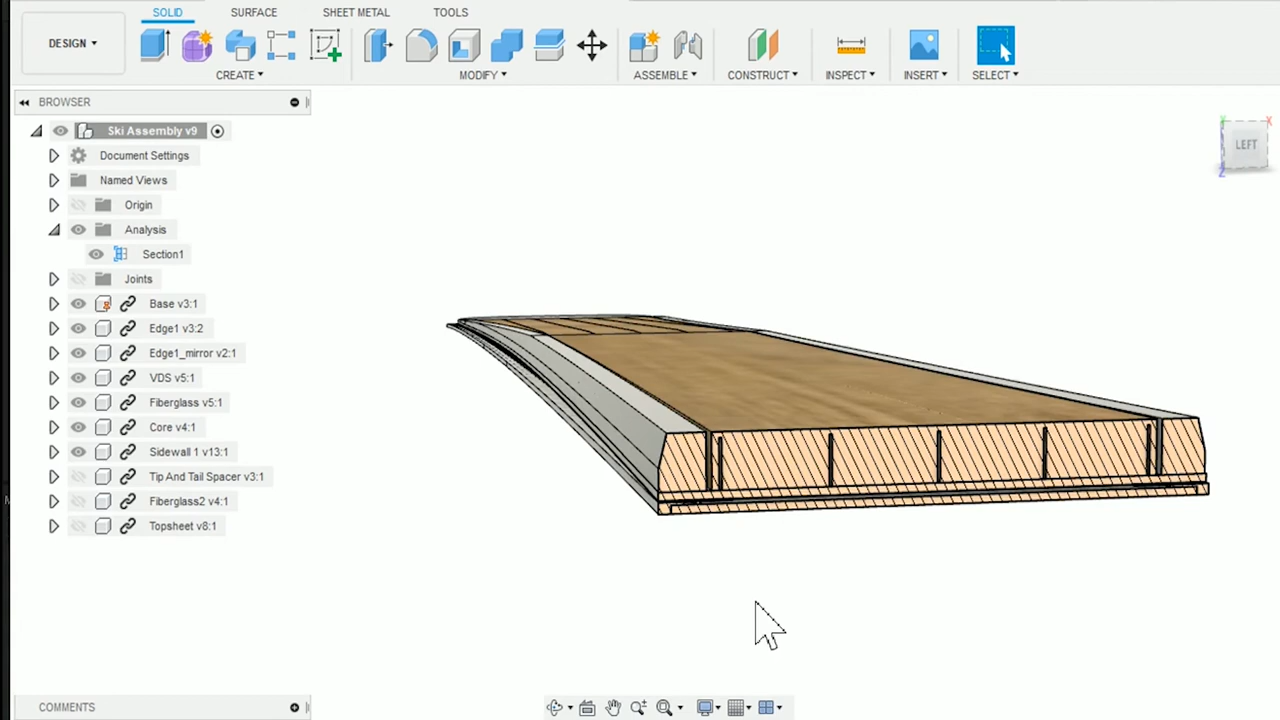 SOLID SURFACE SHEET METAL TOOLS
DESIGN
CREATE MODIFY ASSEMBLE CONSTRUCT INSPECT INSERT SELECT
BROWSER
Ski Assembly v9
Document Settings
Named Views
Origin
Analysis
Section1
Joints
Base v3:1
Edge1 v3:2
Edge1_mirror v2:1
VDS v5:1
Fiberglass v5:1
Core v4:1
Sidewall 1 v13:1
Tip And Tail Spacer v3:1
Fiberglass2 v4:1
Topsheet v8:1
LEFT
X
Y
Z
COMMENTS